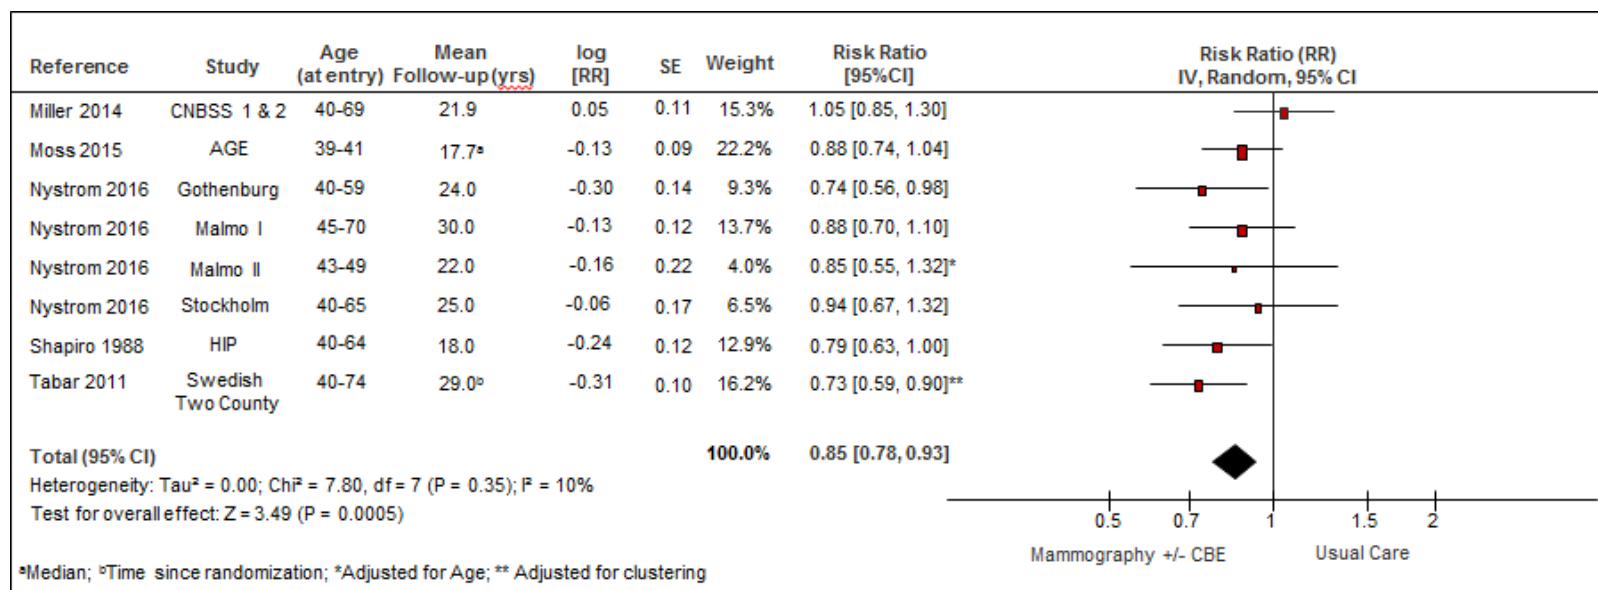 Reference Study Age (at entry) Mean Follow-up (yrs) log [RR] SE Weight Risk Ratio [95%CI] Risk Ratio (RR) IV, Random, 95% CI
Miller 2014 CNBSS 1 & 2 40-69 21.9 0.05 0.11 15.3% 1.05 [0.85, 1.30]
Moss 2015 AGE 39-41 17.7ᵃ -0.13 0.09 22.2% 0.88 [0.74, 1.04]
Nystrom 2016 Gothenburg 40-59 24.0 -0.30 0.14 9.3% 0.74 [0.56, 0.98]
Nystrom 2016 Malmo I 45-70 30.0 -0.13 0.12 13.7% 0.88 [0.70, 1.10]
Nystrom 2016 Malmo II 43-49 22.0 -0.16 0.22 4.0% 0.85 [0.55, 1.32]*
Nystrom 2016 Stockholm 40-65 25.0 -0.06 0.17 6.5% 0.94 [0.67, 1.32]
Shapiro 1988 HIP 40-64 18.0 -0.24 0.12 12.9% 0.79 [0.63, 1.00]
Tabar 2011 Swedish Two County 40-74 29.0ᵇ -0.31 0.10 16.2% 0.73 [0.59, 0.90]**
Total (95% CI) 100.0% 0.85 [0.78, 0.93]
Heterogeneity: Tau² = 0.00; Chi² = 7.80, df = 7 (P = 0.35); I² = 10%
Test for overall effect: Z = 3.49 (P = 0.0005)
0.5 0.7 1 1.5 2
Mammography +/- CBE Usual Care
ᵃMedian; ᵇTime since randomization; *Adjusted for Age; ** Adjusted for clustering